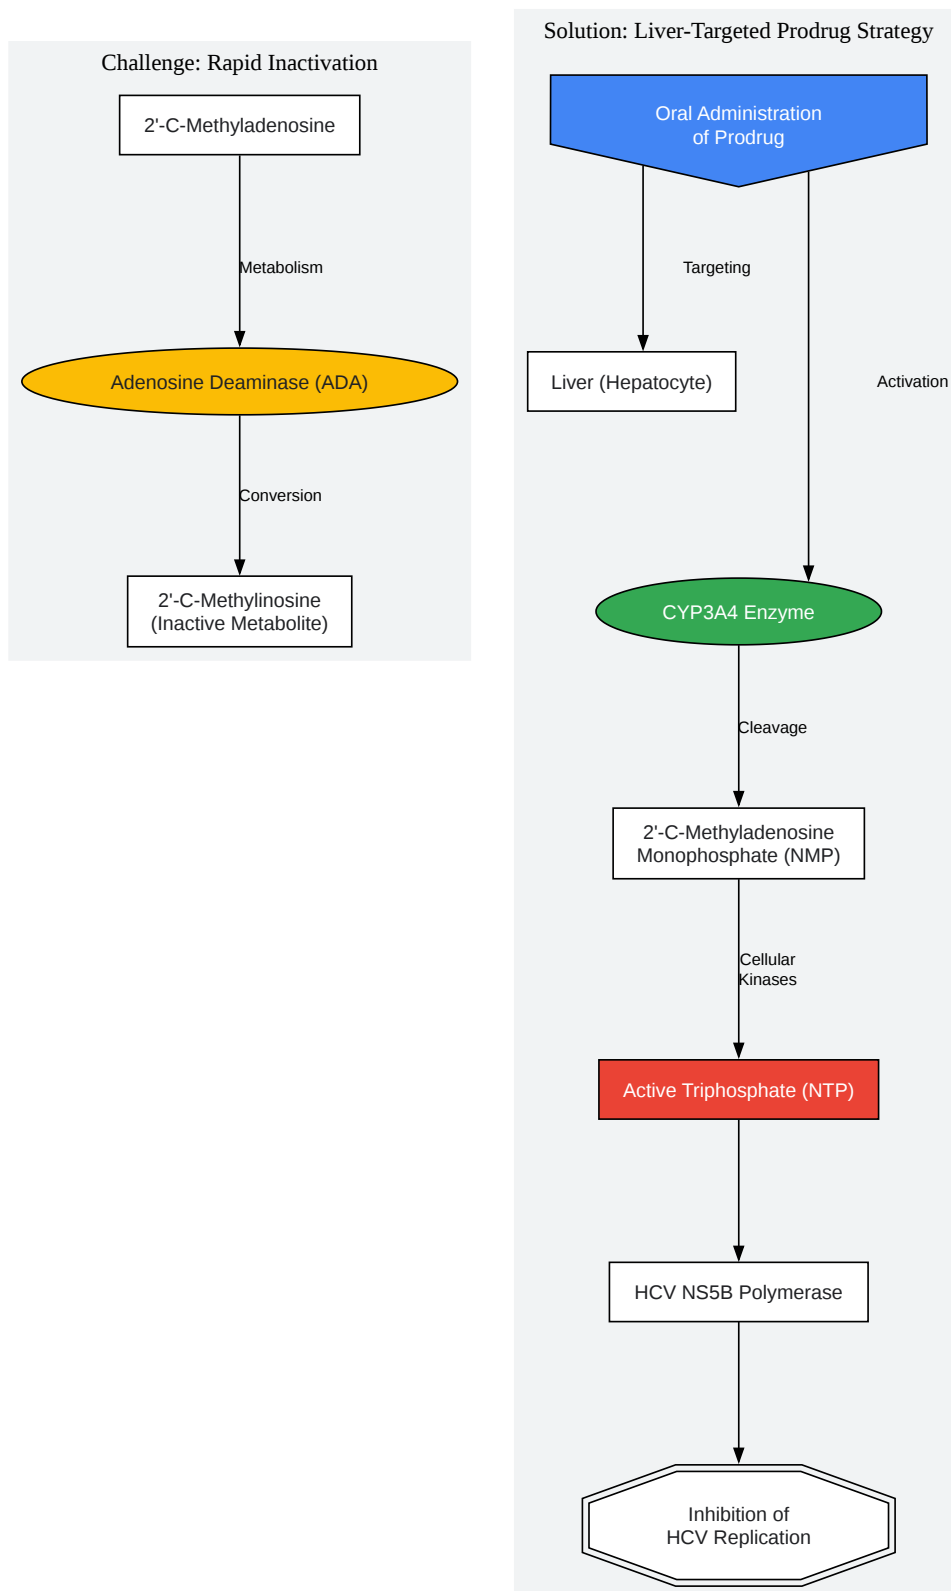 Challenge: Rapid Inactivation
2'-C-Methyladenosine
Metabolism
Adenosine Deaminase (ADA)
Conversion
2'-C-Methylinosine
(Inactive Metabolite)
Solution: Liver-Targeted Prodrug Strategy
Oral Administration
of Prodrug
Targeting
Liver (Hepatocyte)
Activation
CYP3A4 Enzyme
Cleavage
2'-C-Methyladenosine
Monophosphate (NMP)
Cellular
Kinases
Active Triphosphate (NTP)
HCV NS5B Polymerase
Inhibition of
HCV Replication